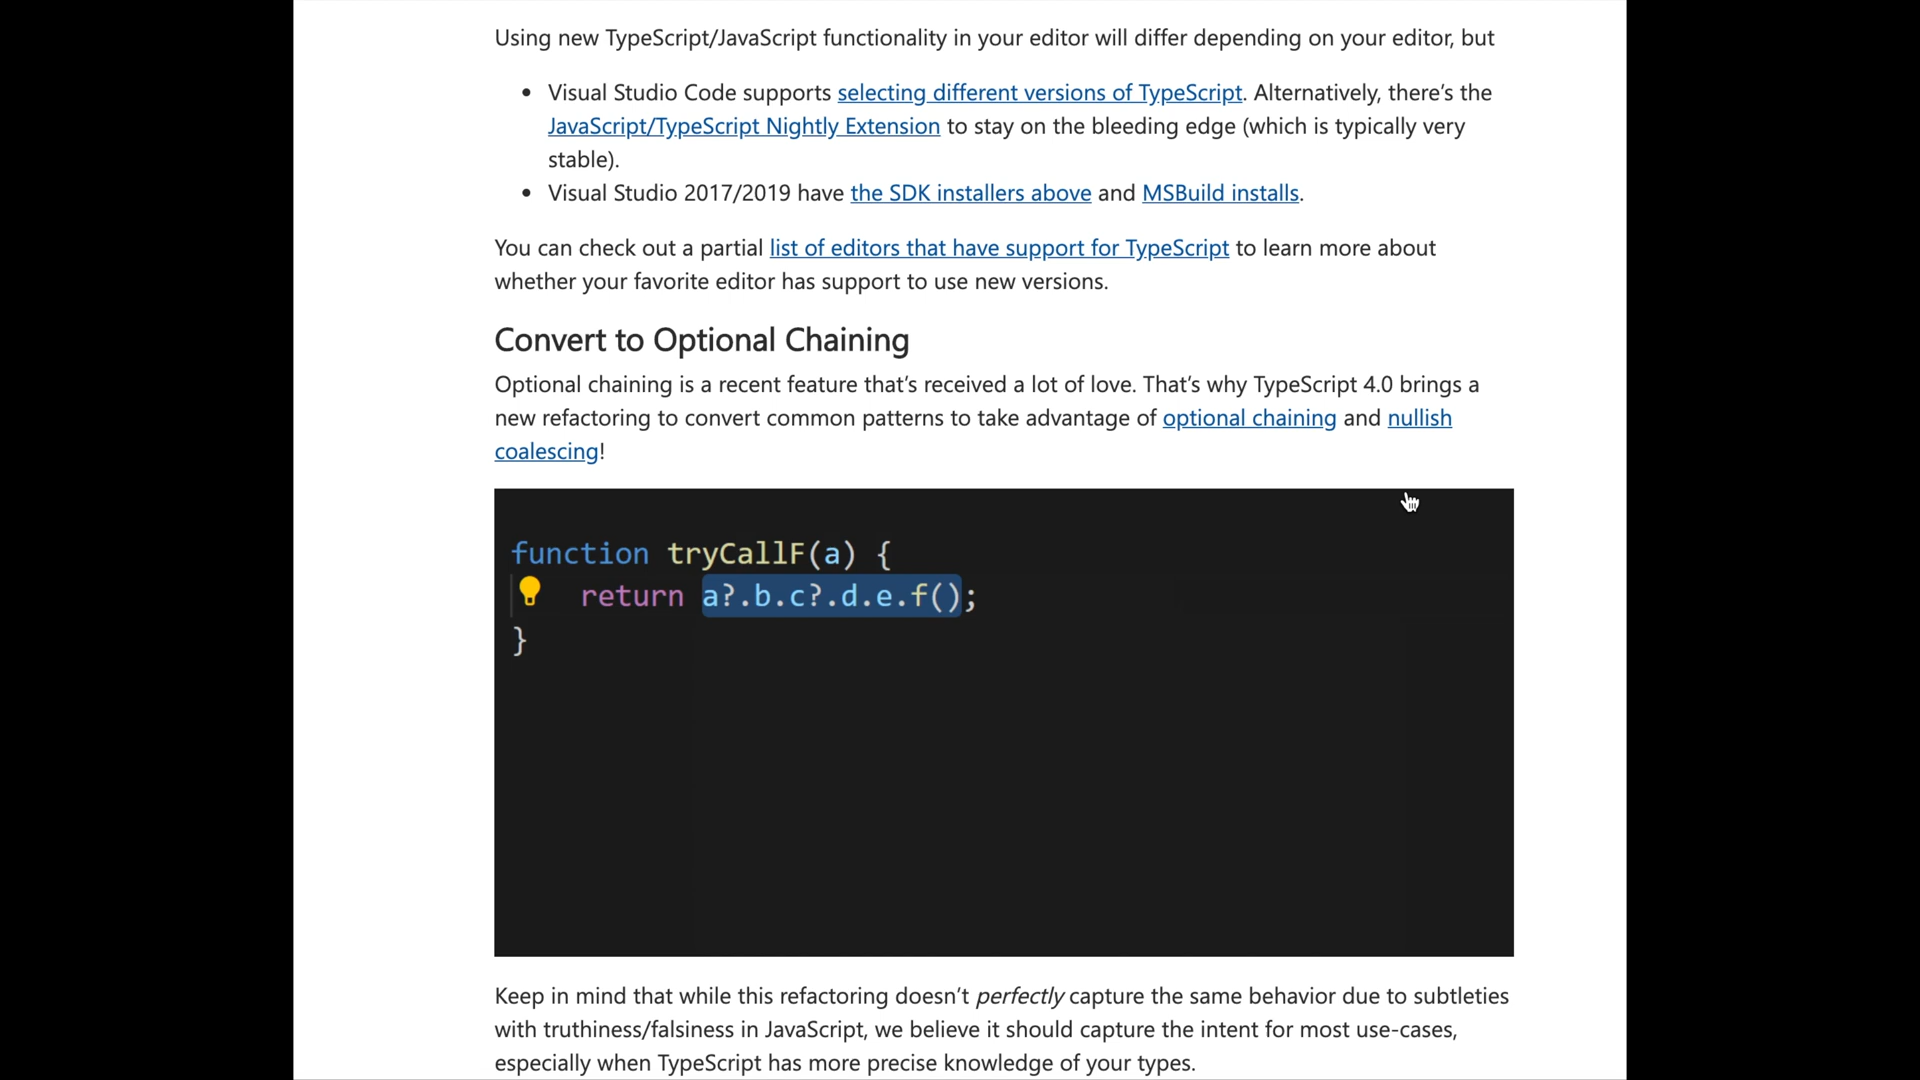 Using new TypeScript/JavaScript functionality in your editor will differ depending on your editor, but
• Visual Studio Code supports selecting different versions of TypeScript. Alternatively, there’s the
JavaScript/TypeScript Nightly Extension to stay on the bleeding edge (which is typically very
stable).
• Visual Studio 2017/2019 have the SDK installers above and MSBuild installs.
You can check out a partial list of editors that have support for TypeScript to learn more about
whether your favorite editor has support to use new versions.
Convert to Optional Chaining
Optional chaining is a recent feature that’s received a lot of love. That’s why TypeScript 4.0 brings a
new refactoring to convert common patterns to take advantage of optional chaining and nullish
coalescing!
function tryCallF(a) {
return a?.b.c?.d.e.f();
}
Keep in mind that while this refactoring doesn’t perfectly capture the same behavior due to subtleties
with truthiness/falsiness in JavaScript, we believe it should capture the intent for most use-cases,
especially when TypeScript has more precise knowledge of your types.